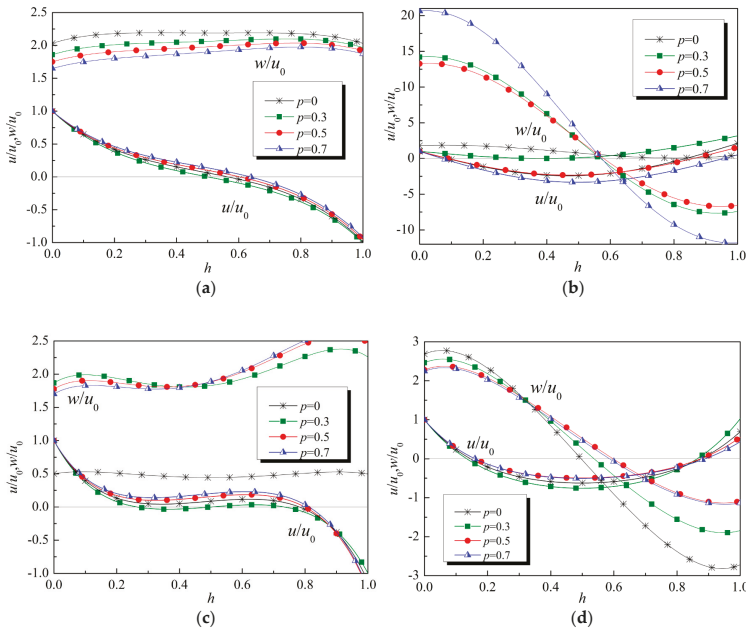 2.5
2.0
1.5
1.0
0.5
0.0
-0.5
-1.0
u/u0,w/u0
w/u0
p=0
p=0.3
p=0.5
p=0.7
u/u0
0.0 0.2 0.4 0.6 0.8 1.0
h
(a)
20
15
10
5
0
-5
-10
u/u0,w/u0
p=0
p=0.3
p=0.5
p=0.7
w/u0
u/u0
0.0 0.2 0.4 0.6 0.8 1.0
h
(b)
2.5
2.0
1.5
1.0
0.5
0.0
-0.5
-1.0
u/u0,w/u0
w/u0
p=0
p=0.3
p=0.5
p=0.7
u/u0
0.0 0.2 0.4 0.6 0.8 1.0
h
(c)
3
2
1
0
-1
-2
-3
u/u0,w/u0
w/u0
u/u0
p=0
p=0.3
p=0.5
p=0.7
0.0 0.2 0.4 0.6 0.8 1.0
h
(d)